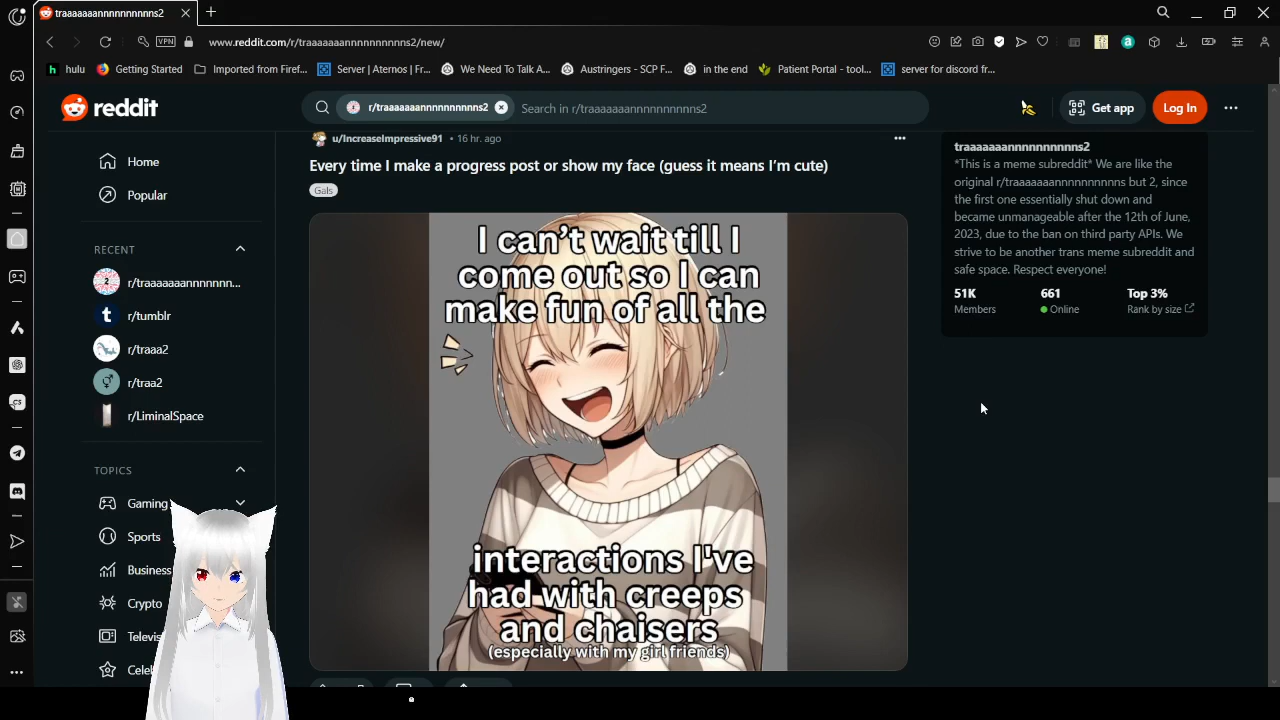 traaaaaaannnnnnnnnns2
VPN
www.reddit.com/r/traaaaaaannnnnnnnnns2/new/
hulu
Getting Started
Imported from Firef...
Server | Aternos | Fr...
We Need To Talk A...
Austringers - SCP F...
in the end
Patient Portal - tool...
server for discord fr...
reddit
r/traaaaaaannnnnnnnnns2
Search in r/traaaaaaannnnnnnnnns2
Get app
Log In
Home
Popular
RECENT
r/traaaaaaannnnnnn...
r/tumblr
r/traaa2
r/traa2
r/LiminalSpace
TOPICS
Gaming
Sports
Business
Crypto
Televis
Celeb
u/IncreaseImpressive91 • 16 hr. ago
Every time I make a progress post or show my face (guess it means I’m cute)
Gals
I can’t wait till I
come out so I can
make fun of all the
interactions I've
had with creeps
and chaisers
(especially with my girl friends)
traaaaaaannnnnnnnnns2
*This is a meme subreddit* We are like the
original r/traaaaaaannnnnnnnnns but 2, since
the first one essentially shut down and
became unmanageable after the 12th of June,
2023, due to the ban on third party APIs. We
strive to be another trans meme subreddit and
safe space. Respect everyone!
51K
Members
661
Online
Top 3%
Rank by size